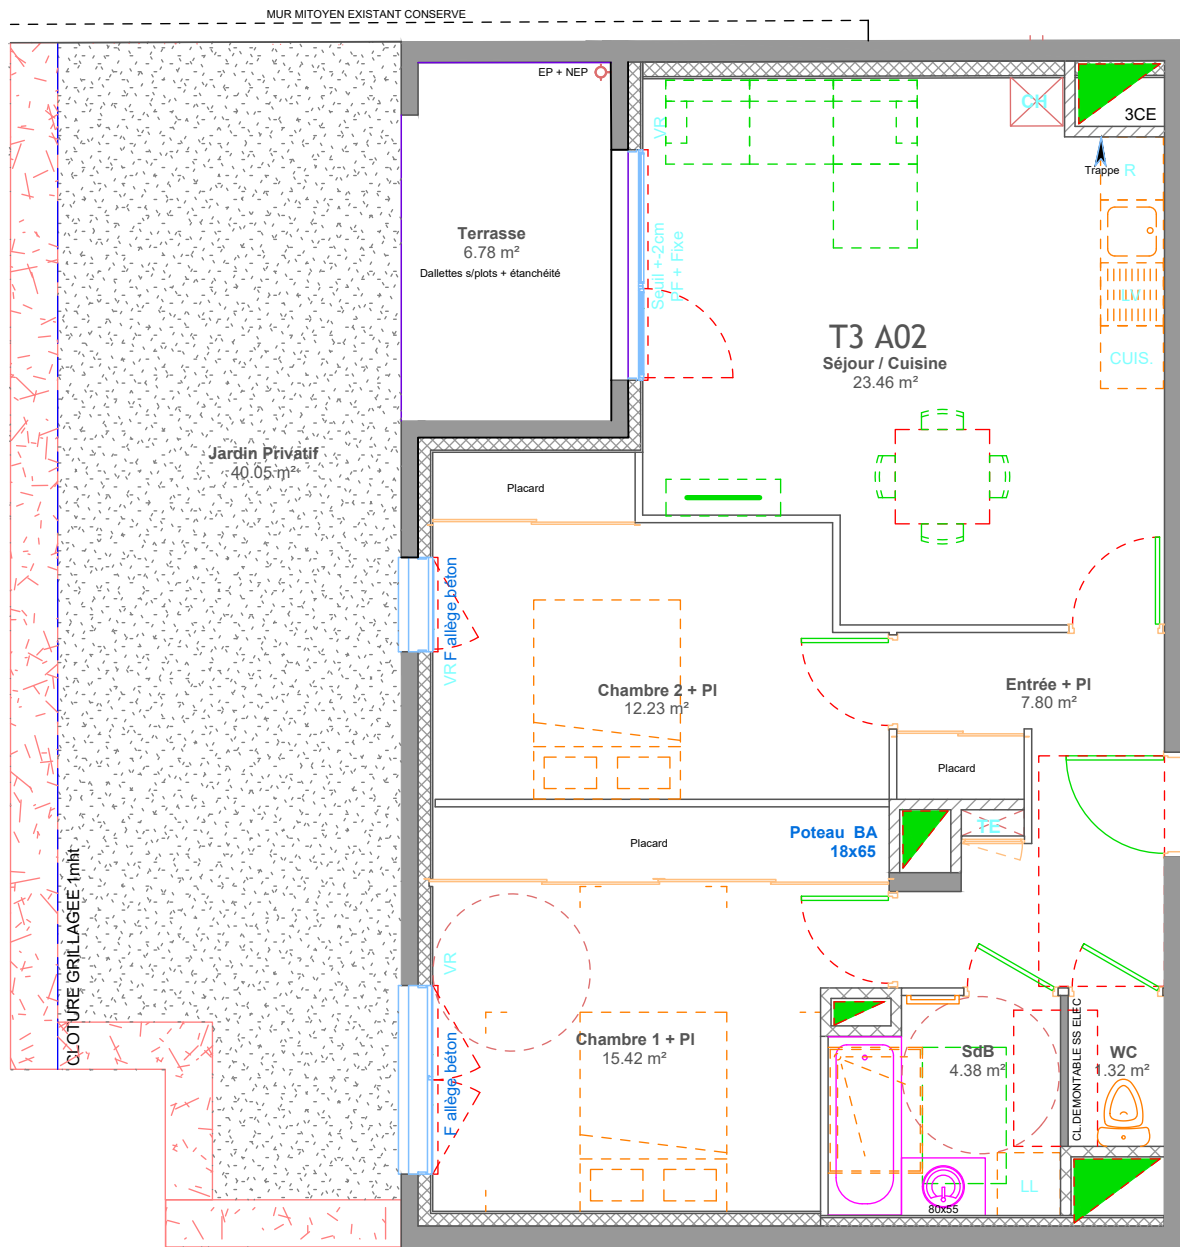 MUR MITOYEN EXISTANT CONSERVE
EP + NEP
VR
CH
3CE
Trappe
R
Terrasse
6.78 m²
Dallettes s/plots + étanchéité
Seuil +-2cm
PF + Fixe
LV
T3 A02
Séjour / Cuisine
23.46 m²
CUIS.
Jardin Privatif
40.05 m²
Placard
F allège béton
VR
Chambre 2 + Pl
12.23 m²
Entrée + Pl
7.80 m²
Placard
Placard
Poteau BA
18x65
TE
CLOTURE GRILLAGEE 1mht
VR
F allège béton
Chambre 1 + Pl
15.42 m²
SdB
4.38 m²
CL.DEMONTABLE SS ELEC
WC
1.32 m²
LL
80x55